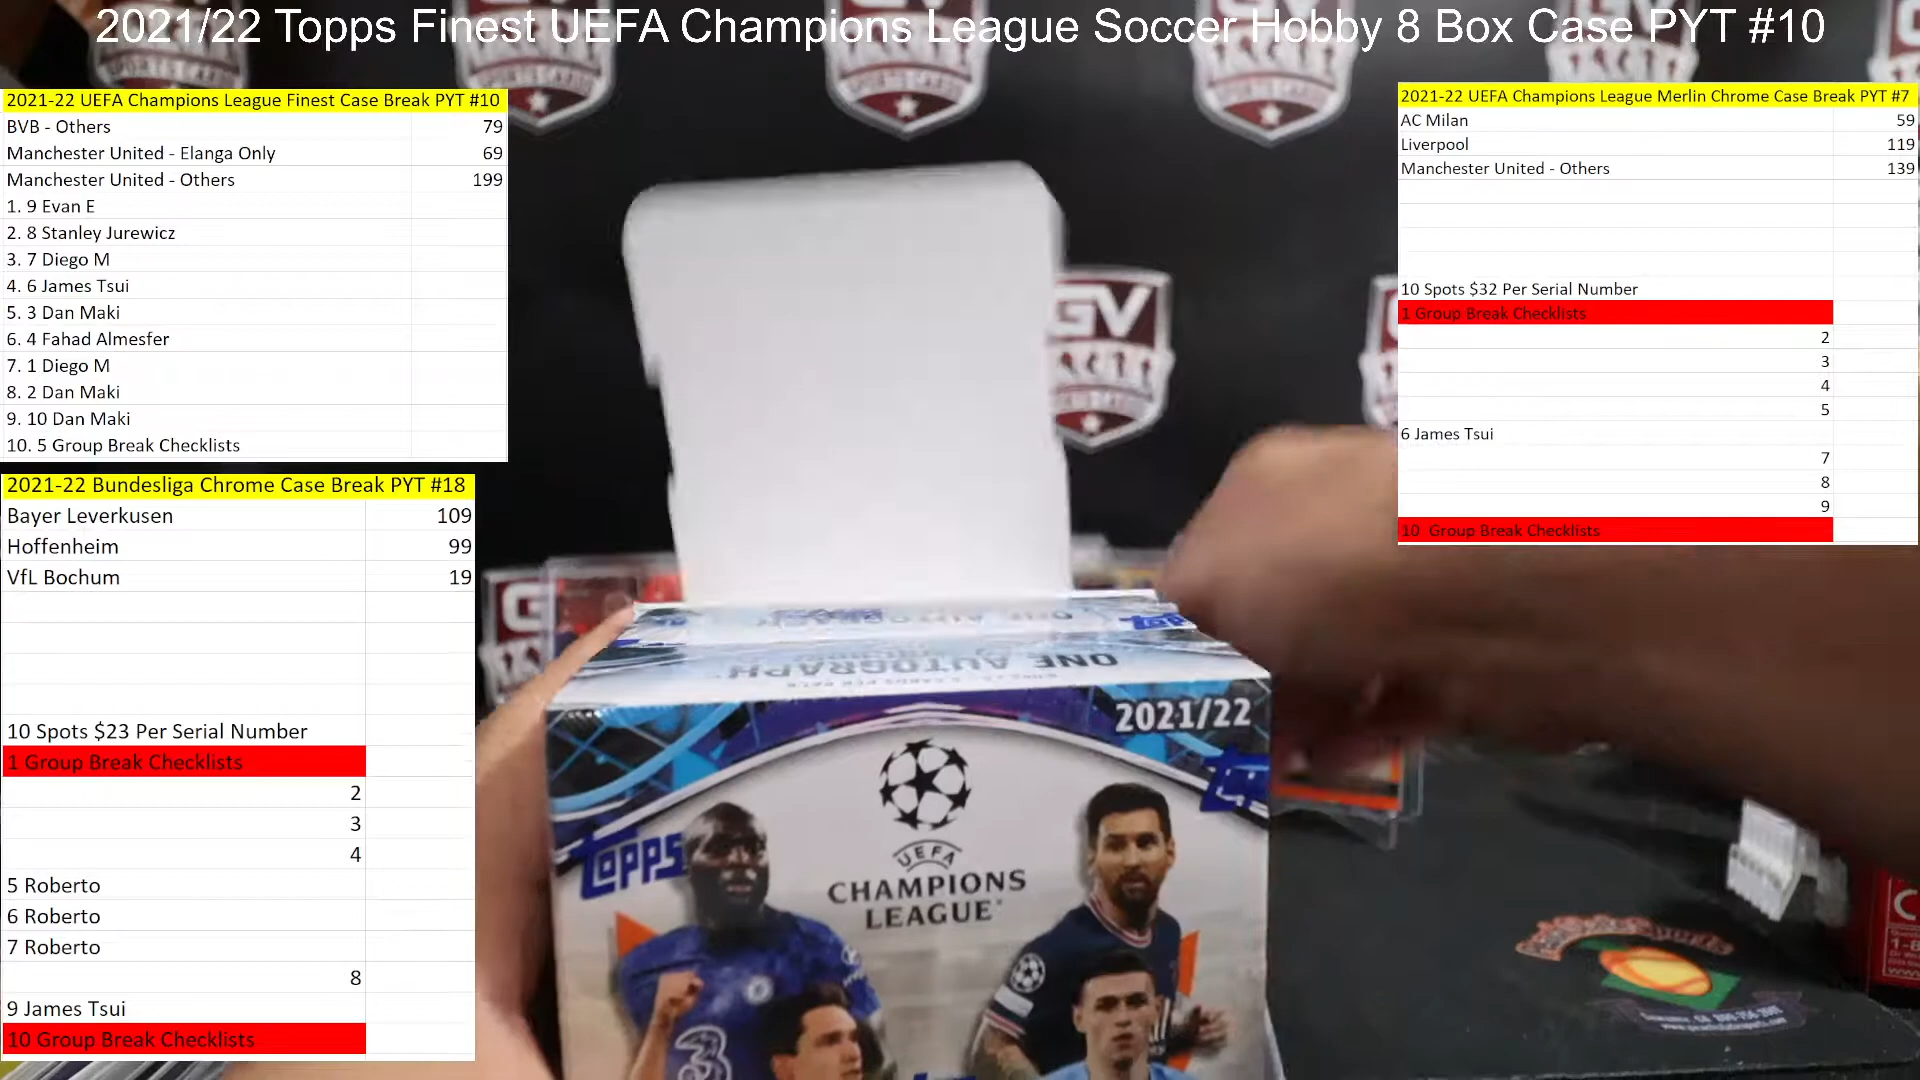 2021/22 Topps Finest UEFA Champions League Soccer Hobby 8 Box Case PYT #10
2021-22 UEFA Champions League Finest Case Break PYT #10
BVB - Others 79
Manchester United - Elanga Only 69
Manchester United - Others 199
1. 9 Evan E
2. 8 Stanley Jurewicz
3. 7 Diego M
4. 6 James Tsui
5. 3 Dan Maki
6. 4 Fahad Almesfer
7. 1 Diego M
8. 2 Dan Maki
9. 10 Dan Maki
10. 5 Group Break Checklists
2021-22 Bundesliga Chrome Case Break PYT #18
Bayer Leverkusen 109
Hoffenheim 99
VfL Bochum 19
10 Spots $23 Per Serial Number
1 Group Break Checklists
2
3
4
5 Roberto
6 Roberto
7 Roberto
8
9 James Tsui
10 Group Break Checklists
2021-22 UEFA Champions League Merlin Chrome Case Break PYT #7
AC Milan 59
Liverpool 119
Manchester United - Others 139
10 Spots $32 Per Serial Number
1 Group Break Checklists
2
3
4
5
6 James Tsui
7
8
9
10 Group Break Checklists
SPORTS CARDS
SPORTS CARDS
SPORTS CARDS
GV
ONE AUTOGRAPH
2021/22
TOPPS
UEFA
CHAMPIONS
LEAGUE
3